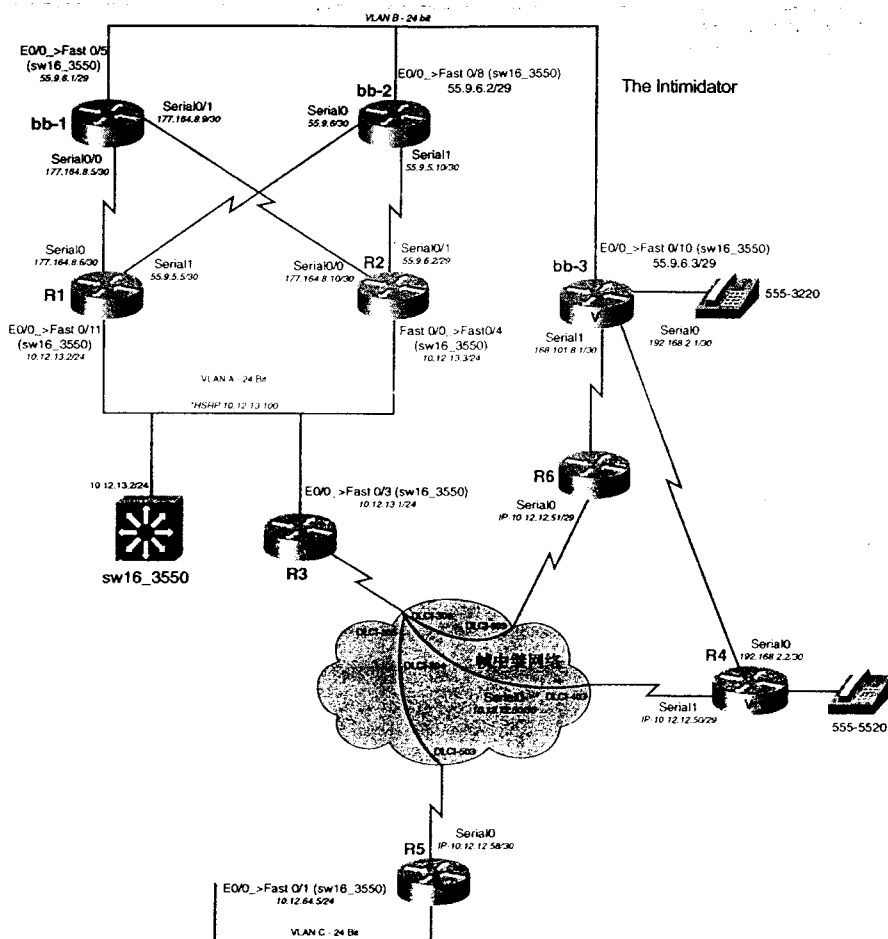 VLAN B - 24 bit
E0/0_>Fast 0/5
(sw16_3550)
55.9.6.1/29
bb-1
Serial0/1
177.164.8.9/30
Serial0/0
177.164.8.5/30
bb-2
E0/0_>Fast 0/8 (sw16_3550)
55.9.6.2/29
Serial0
55.9.6/30
Serial1
55.9.5.10/30
The Intimidator
Serial0
177.164.8.6/30
R1
Serial1
55.9.5.5/30
E0/0_>Fast 0/11
(sw16_3550)
10.12.13.2/24
Serial0/0
177.164.8.10/30
R2
Serial0/1
55.9.6.2/29
Fast 0/0_>Fast0/4
(sw16_3550)
10.12.13.3/24
bb-3
E0/0_>Fast 0/10 (sw16_3550)
55.9.6.3/29
V
555-3220
Serial1
168.101.8.1/30
Serial0
192.168.2.1/30
VLAN A - 24 Bit
*HSRP 10.12.13.100
10.12.13.2/24
sw16_3550
E0/0_>Fast 0/3 (sw16_3550)
10.12.13.1/24
R3
R6
Serial0
IP-10.12.12.51/29
帧中继网络
DLCI-503
R4
Serial0
192.168.2.2/30
V
Serial1
IP-10.12.12.50/29
555-5520
R5
Serial0
IP-10.12.12.58/30
E0/0_>Fast 0/1 (sw16_3550)
10.12.64.5/24
VLAN C - 24 Bit